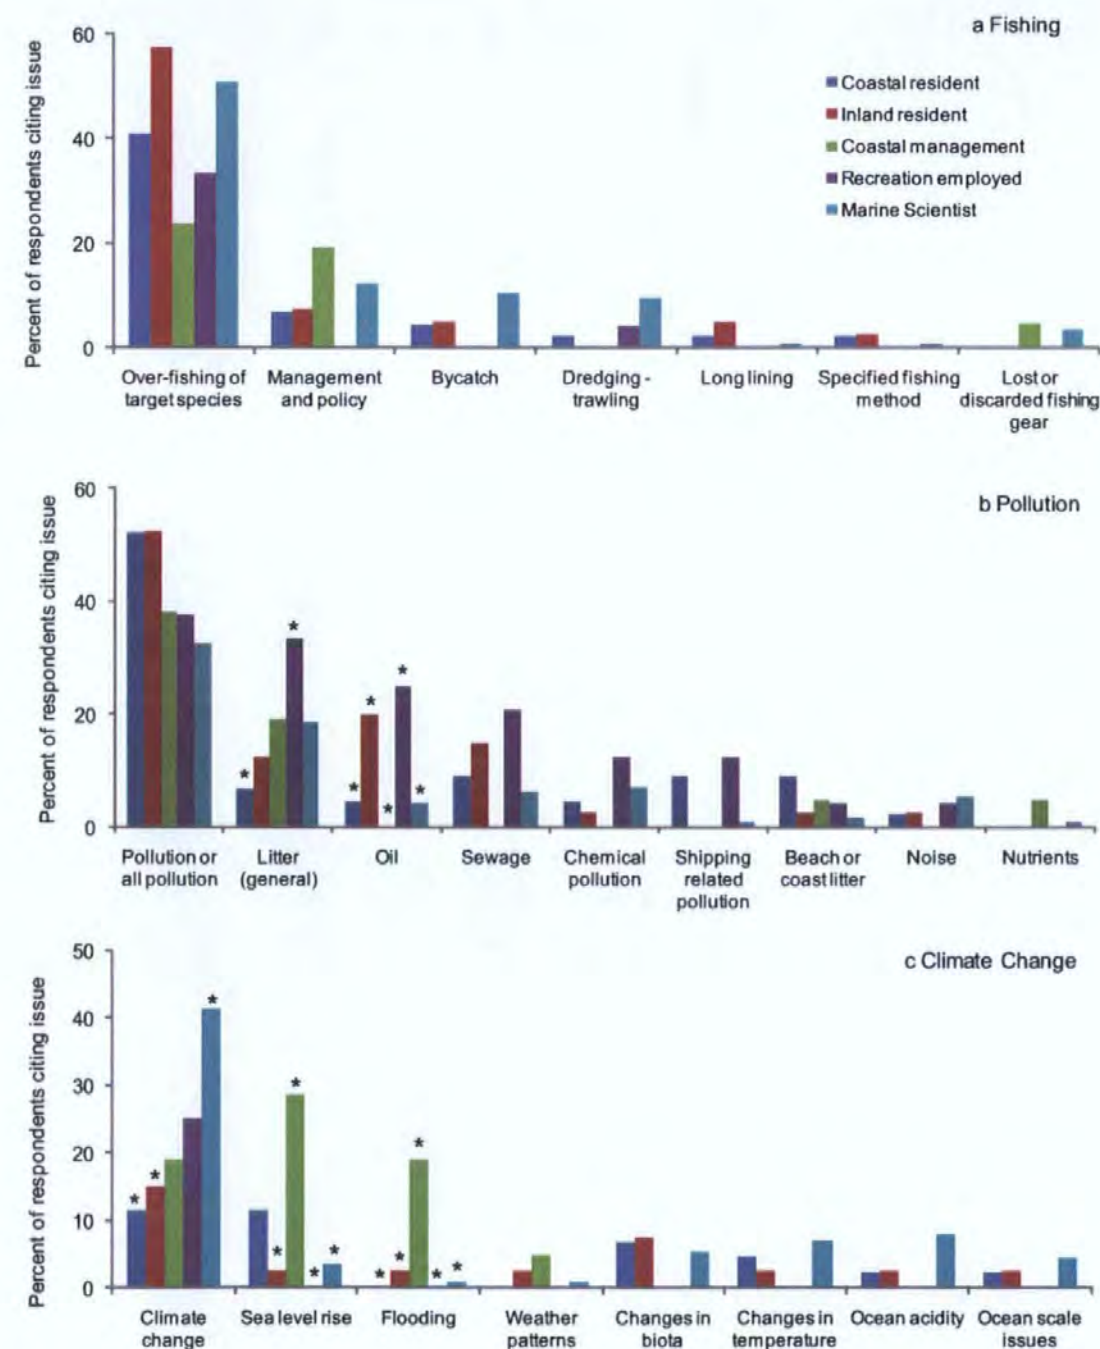 a Fishing
Percent of respondents citing issue
60
40
20
0
Coastal resident
Inland resident
Coastal management
Recreation employed
Marine Scientist
Over-fishing of
target species
Management
and policy
Bycatch
Dredging -
trawling
Long lining
Specified fishing
method
Lost or
discarded fishing
gear
b Pollution
Percent of respondents citing issue
60
40
20
0
*
*
*
*
*
*
*
Pollution or
all pollution
Litter
(general)
Oil
Sewage
Chemical
pollution
Shipping
related
pollution
Beach or
coast litter
Noise
Nutrients
c Climate Change
Percent of respondents citing issue
50
40
30
20
10
0
*
*
*
*
*
*
*
*
*
*
*
*
Climate
change
Sea level rise
Flooding
Weather
patterns
Changes in
biota
Changes in
temperature
Ocean acidity
Ocean scale
issues